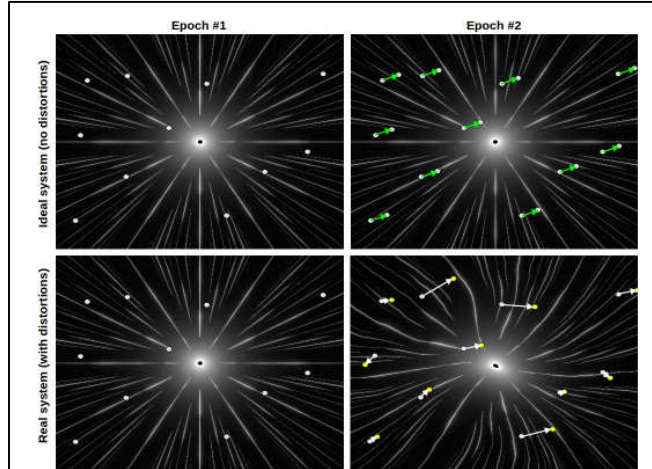 Epoch #1
Epoch #2
Ideal system (no distortions)
Real system (with distortions)